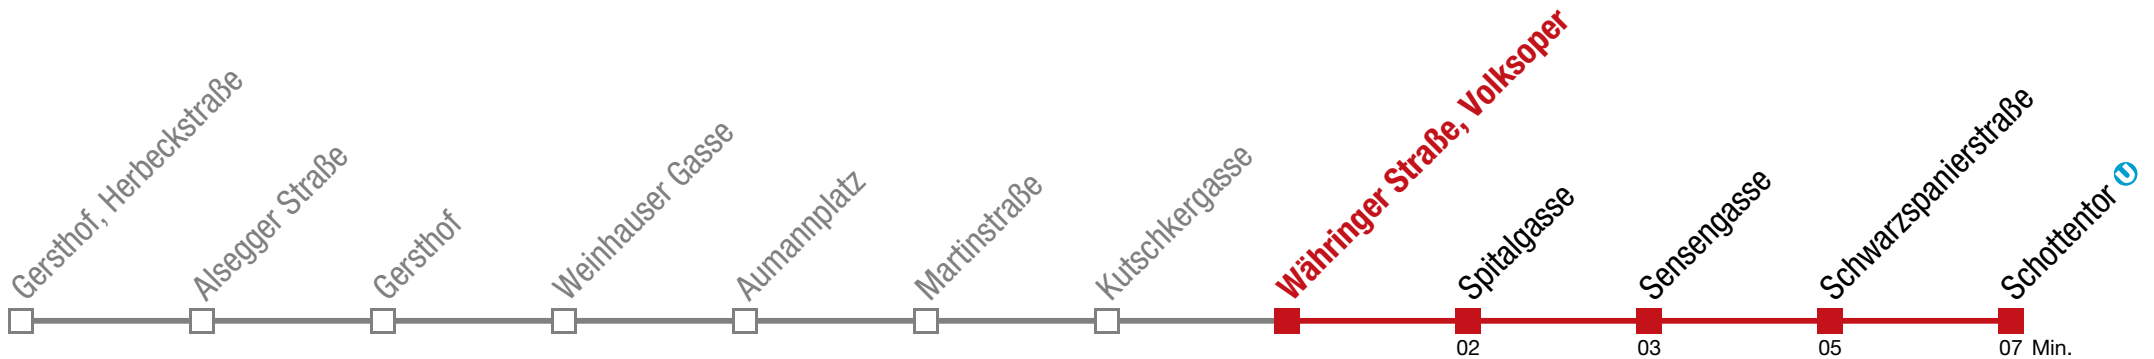 Gersthof, Herbeckstraße
Alsegger Straße
Gersthof
Weinhauser Gasse
Aumannplatz
Martinstraße
Kutschkergasse
Währinger Straße, Volksoper
Spitalgasse
Sensengasse
Schwarzspanierstraße
Schottentor U
02 03 05 07 Min.